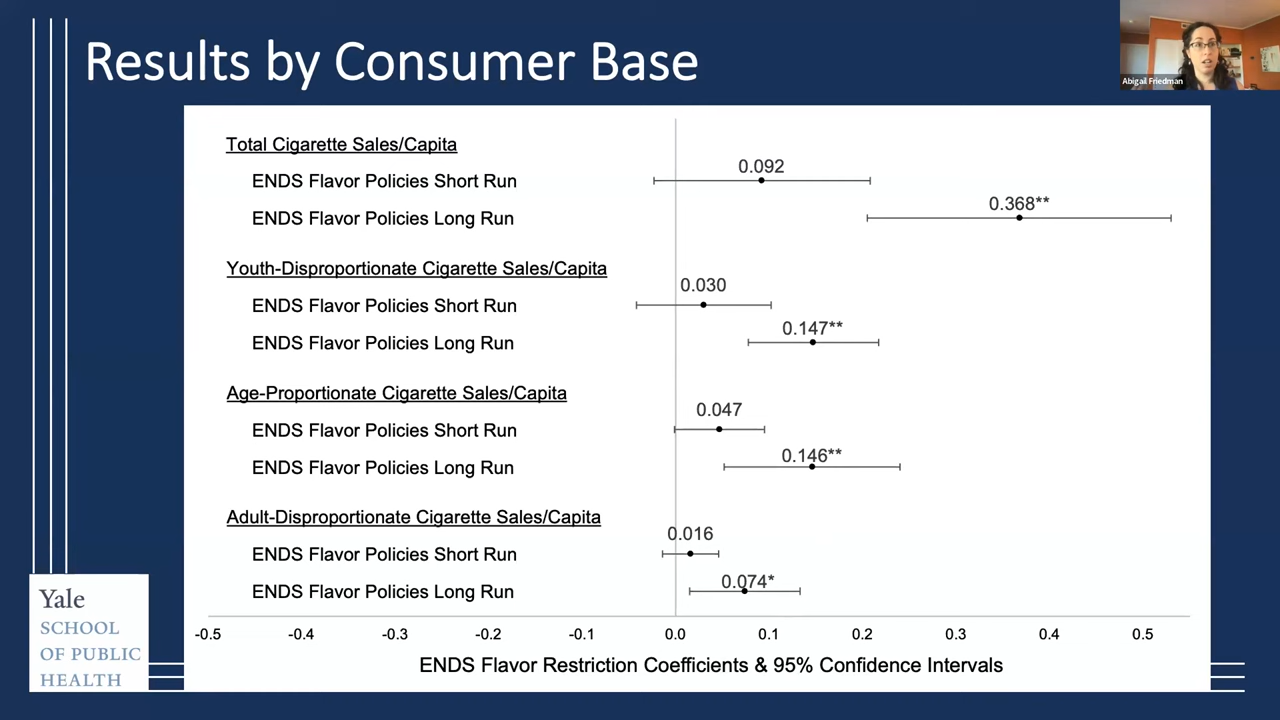 Results by Consumer Base
Abigail Friedman
Total Cigarette Sales/Capita
0.092
ENDS Flavor Policies Short Run
0.368**
ENDS Flavor Policies Long Run
Youth-Disproportionate Cigarette Sales/Capita
0.030
ENDS Flavor Policies Short Run
0.147**
ENDS Flavor Policies Long Run
Age-Proportionate Cigarette Sales/Capita
0.047
ENDS Flavor Policies Short Run
0.146**
ENDS Flavor Policies Long Run
Adult-Disproportionate Cigarette Sales/Capita
0.016
ENDS Flavor Policies Short Run
0.074*
ENDS Flavor Policies Long Run
-0.5 -0.4 -0.3 -0.2 -0.1 0.0 0.1 0.2 0.3 0.4 0.5
ENDS Flavor Restriction Coefficients & 95% Confidence Intervals
Yale
SCHOOL
OF PUBLIC
HEALTH